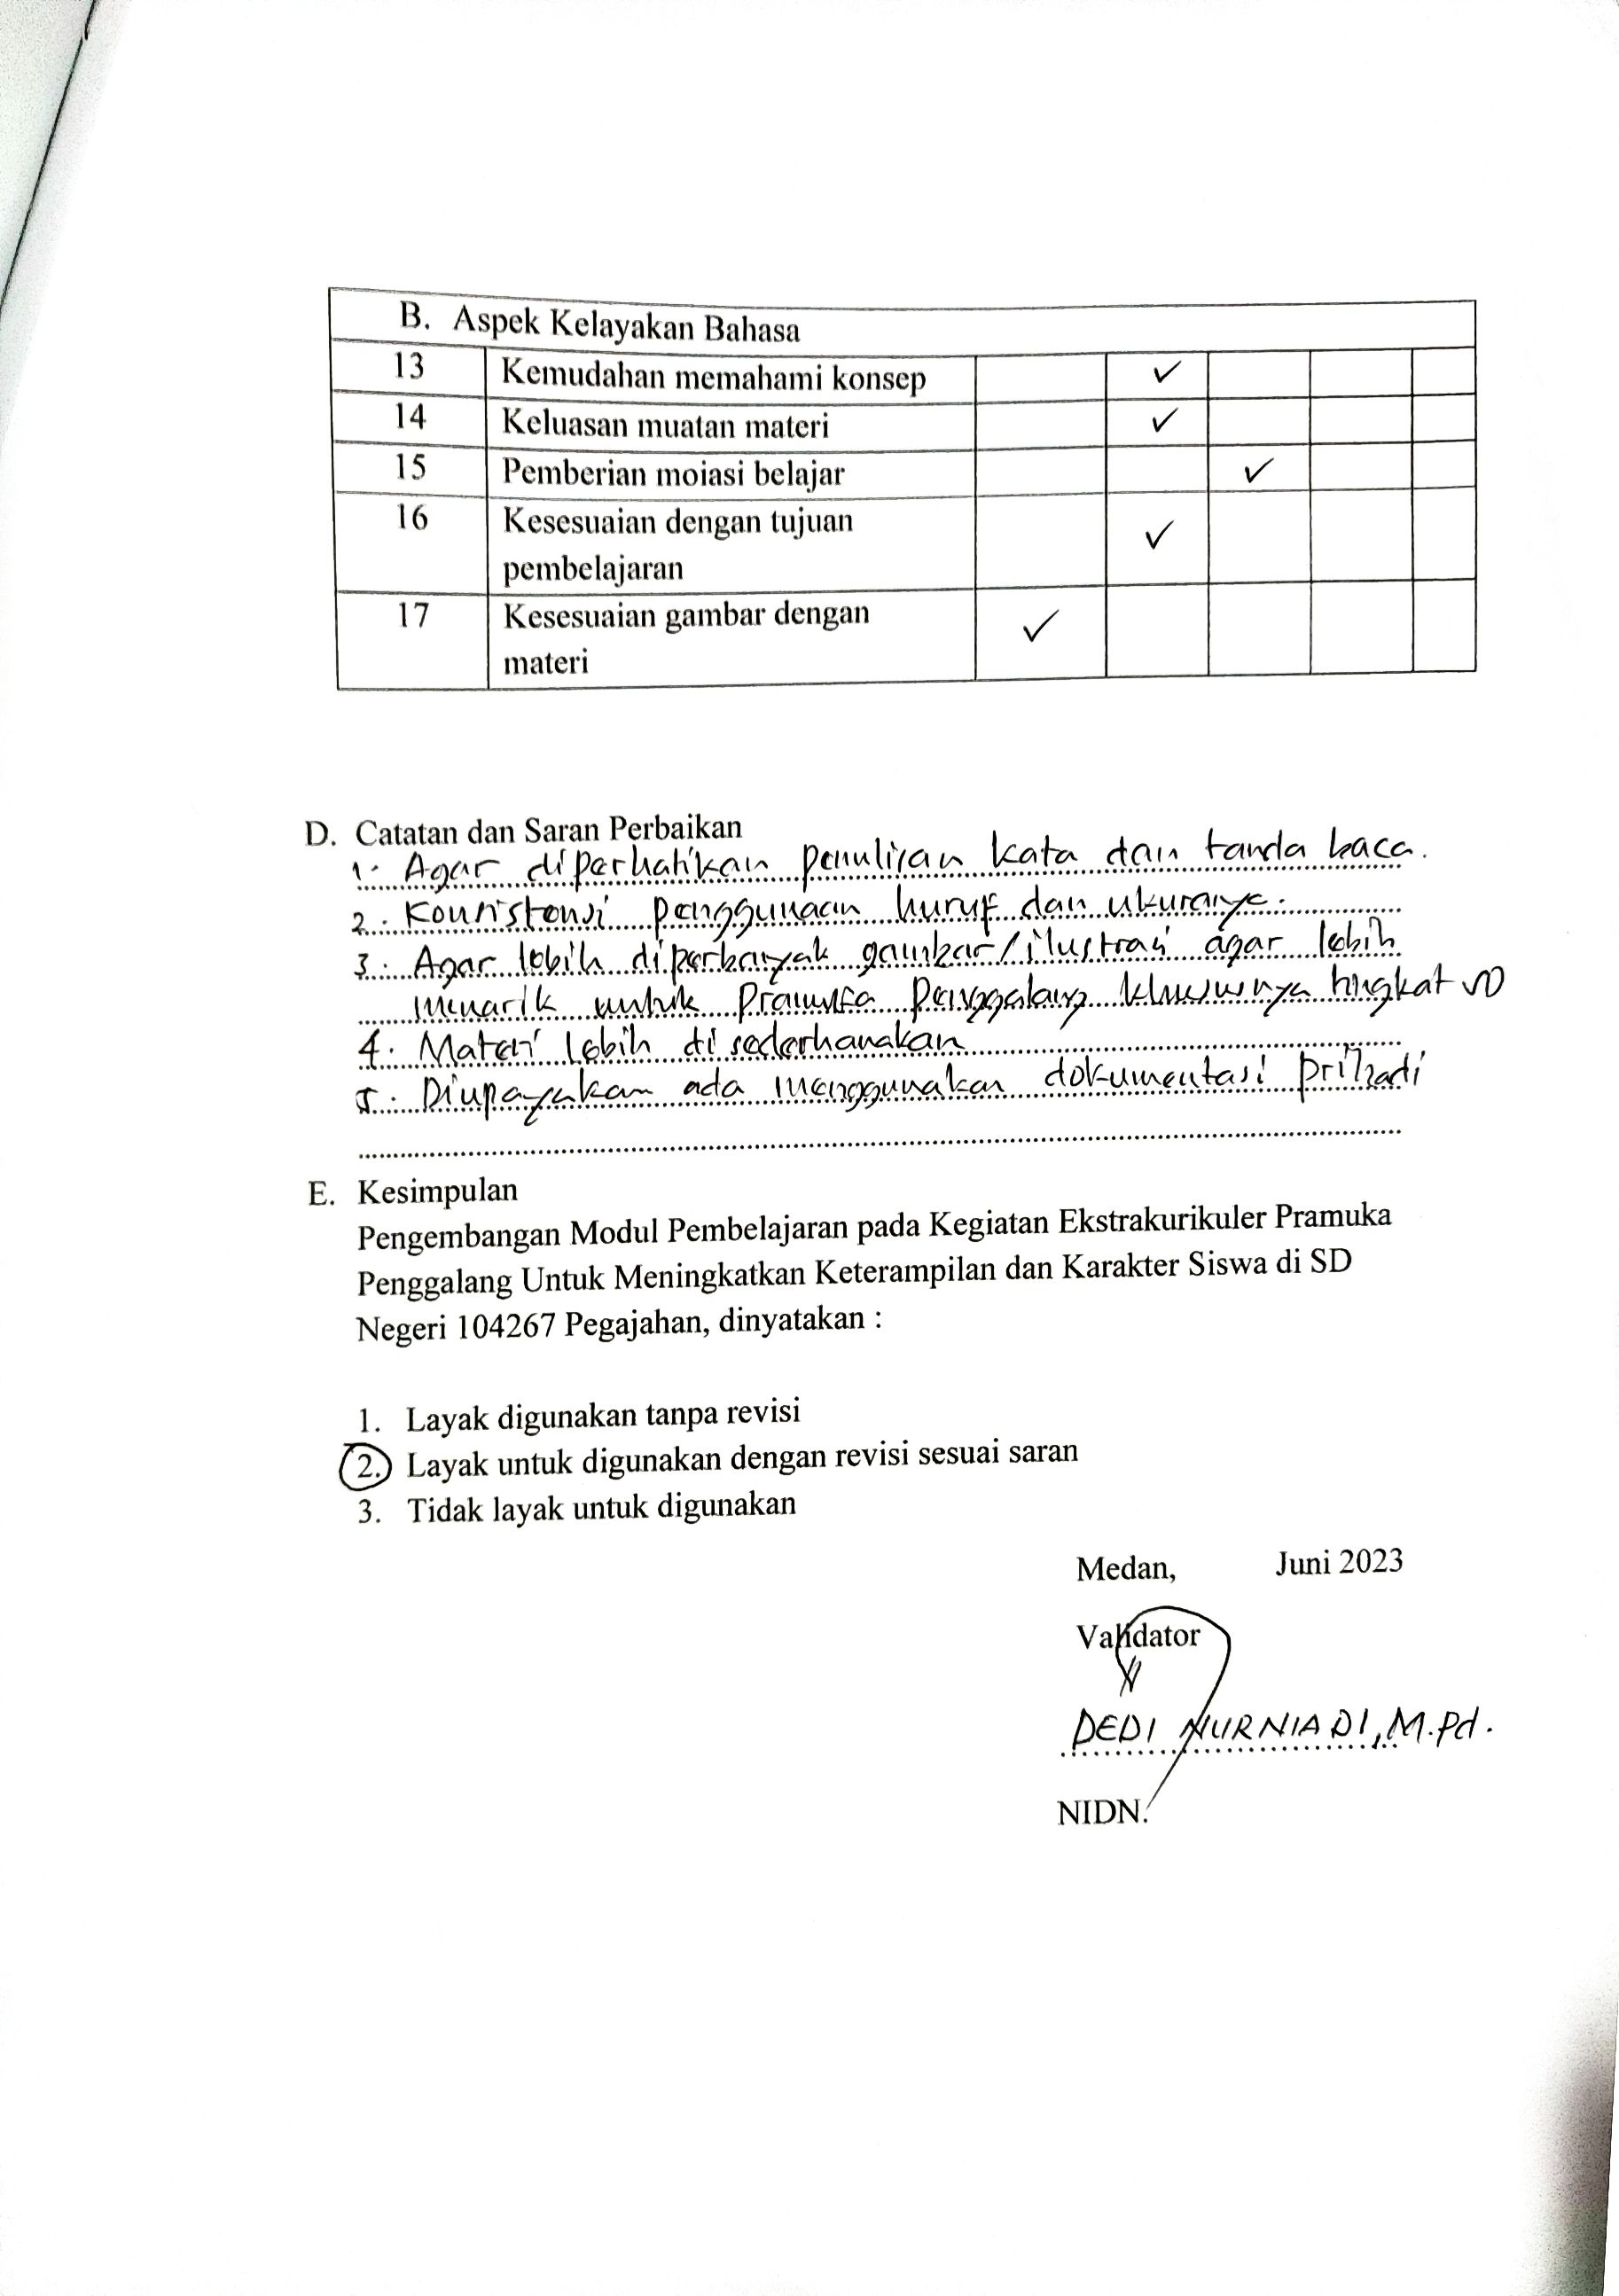 B. Aspek Kelayakan Bahasa
13 Kemudahan memahami konsep ✓
14 Keluasan muatan materi ✓
15 Pemberian moiasi belajar ✓
16 Kesesuaian dengan tujuan
pembelajaran ✓
17 Kesesuaian gambar dengan
materi ✓
D. Catatan dan Saran Perbaikan
1. Agar diperhatikan penulisan kata dan tanda baca.
2. Konsistensi penggunaan huruf dan ukuranya.
3. Agar lebih diperbanyak gambar/ilustrasi agar lebih
menarik untuk Pramuka Penggalang khususnya tingkat SD
4. Materi lebih di sederhanakan
5. Diupayakan ada menggunakan dokumentasi pribadi
E. Kesimpulan
Pengembangan Modul Pembelajaran pada Kegiatan Ekstrakurikuler Pramuka
Penggalang Untuk Meningkatkan Keterampilan dan Karakter Siswa di SD
Negeri 104267 Pegajahan, dinyatakan :
1. Layak digunakan tanpa revisi
2. Layak untuk digunakan dengan revisi sesuai saran
3. Tidak layak untuk digunakan
Medan, Juni 2023
Validator
DEDI NURNIADI, M.Pd.
NIDN.